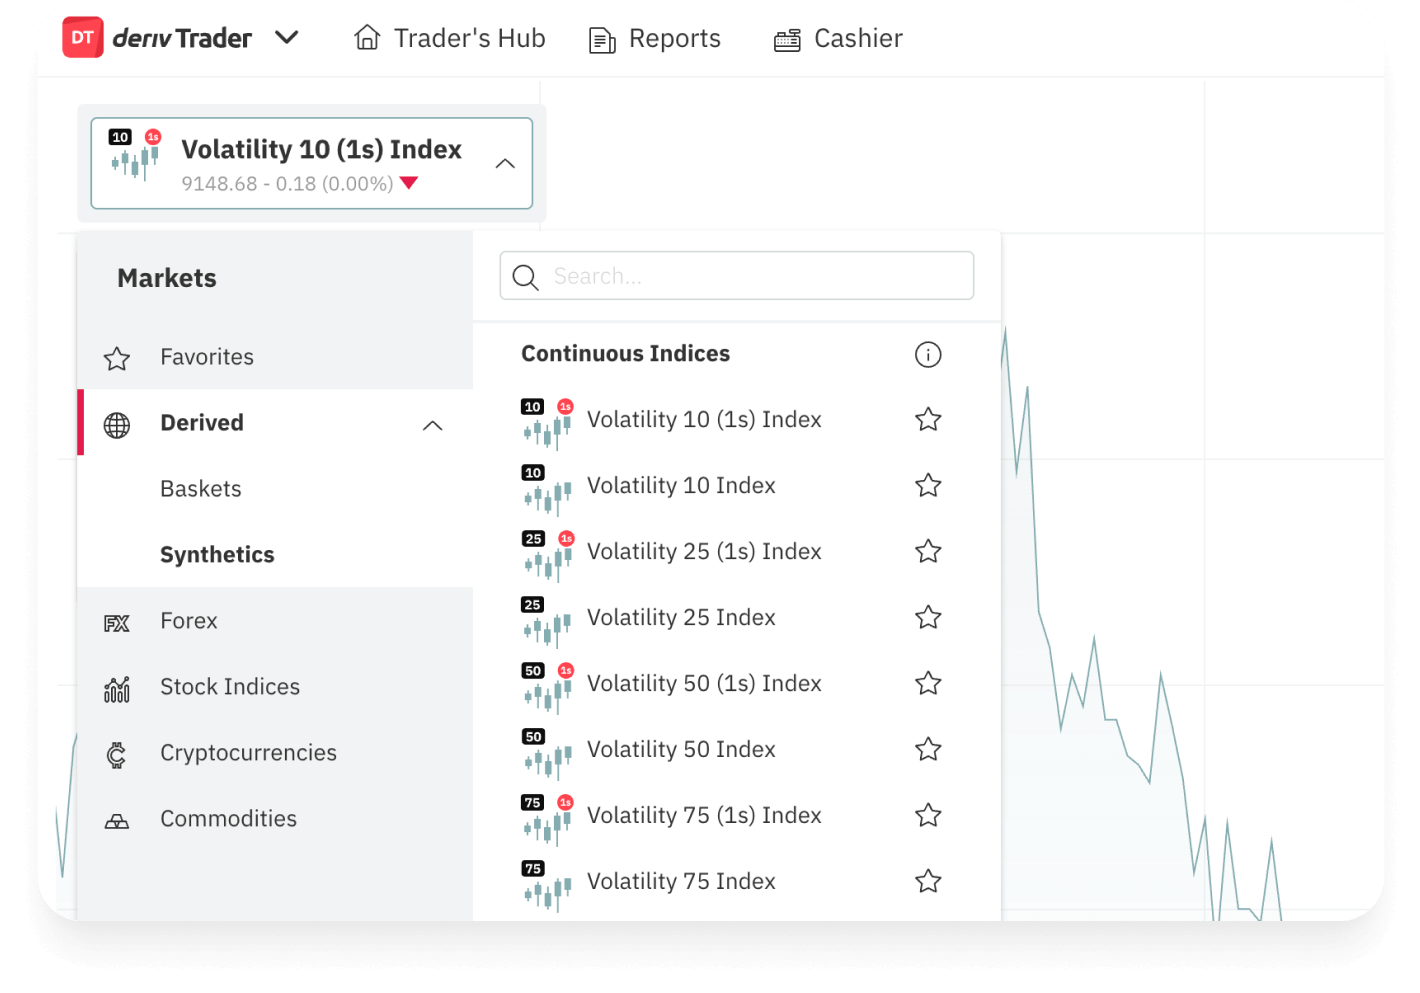 DT deriv Trader Trader's Hub Reports Cashier
10 1s Volatility 10 (1s) Index
9148.68 - 0.18 (0.00%)
Markets
Favorites
Derived
Baskets
Synthetics
FX Forex
Stock Indices
Cryptocurrencies
Commodities
Search...
Continuous Indices
10 1s Volatility 10 (1s) Index
10 Volatility 10 Index
25 1s Volatility 25 (1s) Index
25 Volatility 25 Index
50 1s Volatility 50 (1s) Index
50 Volatility 50 Index
75 1s Volatility 75 (1s) Index
75 Volatility 75 Index